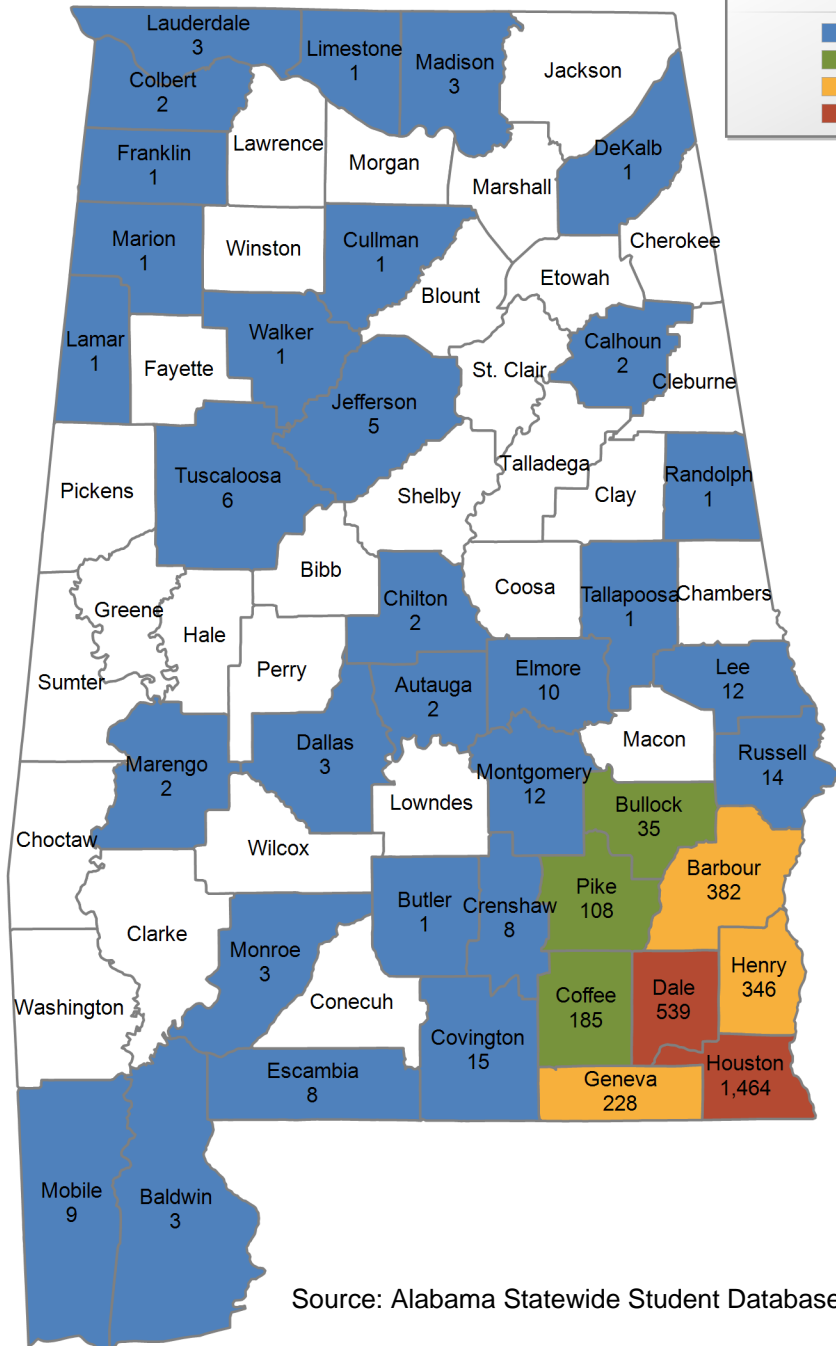 Lauderdale
3
Limestone
1
Madison
3
Jackson
Colbert
2
Lawrence
Franklin
1
Morgan
DeKalb
1
Marshall
Marion
1
Winston
Cullman
1
Cherokee
Etowah
Blount
Lamar
1
Walker
1
Calhoun
2
Fayette
St. Clair
Cleburne
Jefferson
5
Tuscaloosa
6
Talladega
Randolph
1
Pickens
Shelby
Clay
Bibb
Coosa
Chilton
2
Tallapoosa
1
Chambers
Greene
Hale
Perry
Elmore
10
Lee
12
Sumter
Autauga
2
Dallas
3
Macon
Russell
14
Marengo
2
Montgomery
12
Lowndes
Bullock
35
Choctaw
Wilcox
Barbour
382
Pike
108
Butler
1
Crenshaw
8
Clarke
Monroe
3
Henry
346
Washington
Conecuh
Coffee
185
Dale
539
Covington
15
Escambia
8
Houston
1,464
Geneva
228
Mobile
9
Baldwin
3
Source: Alabama Statewide Student Database